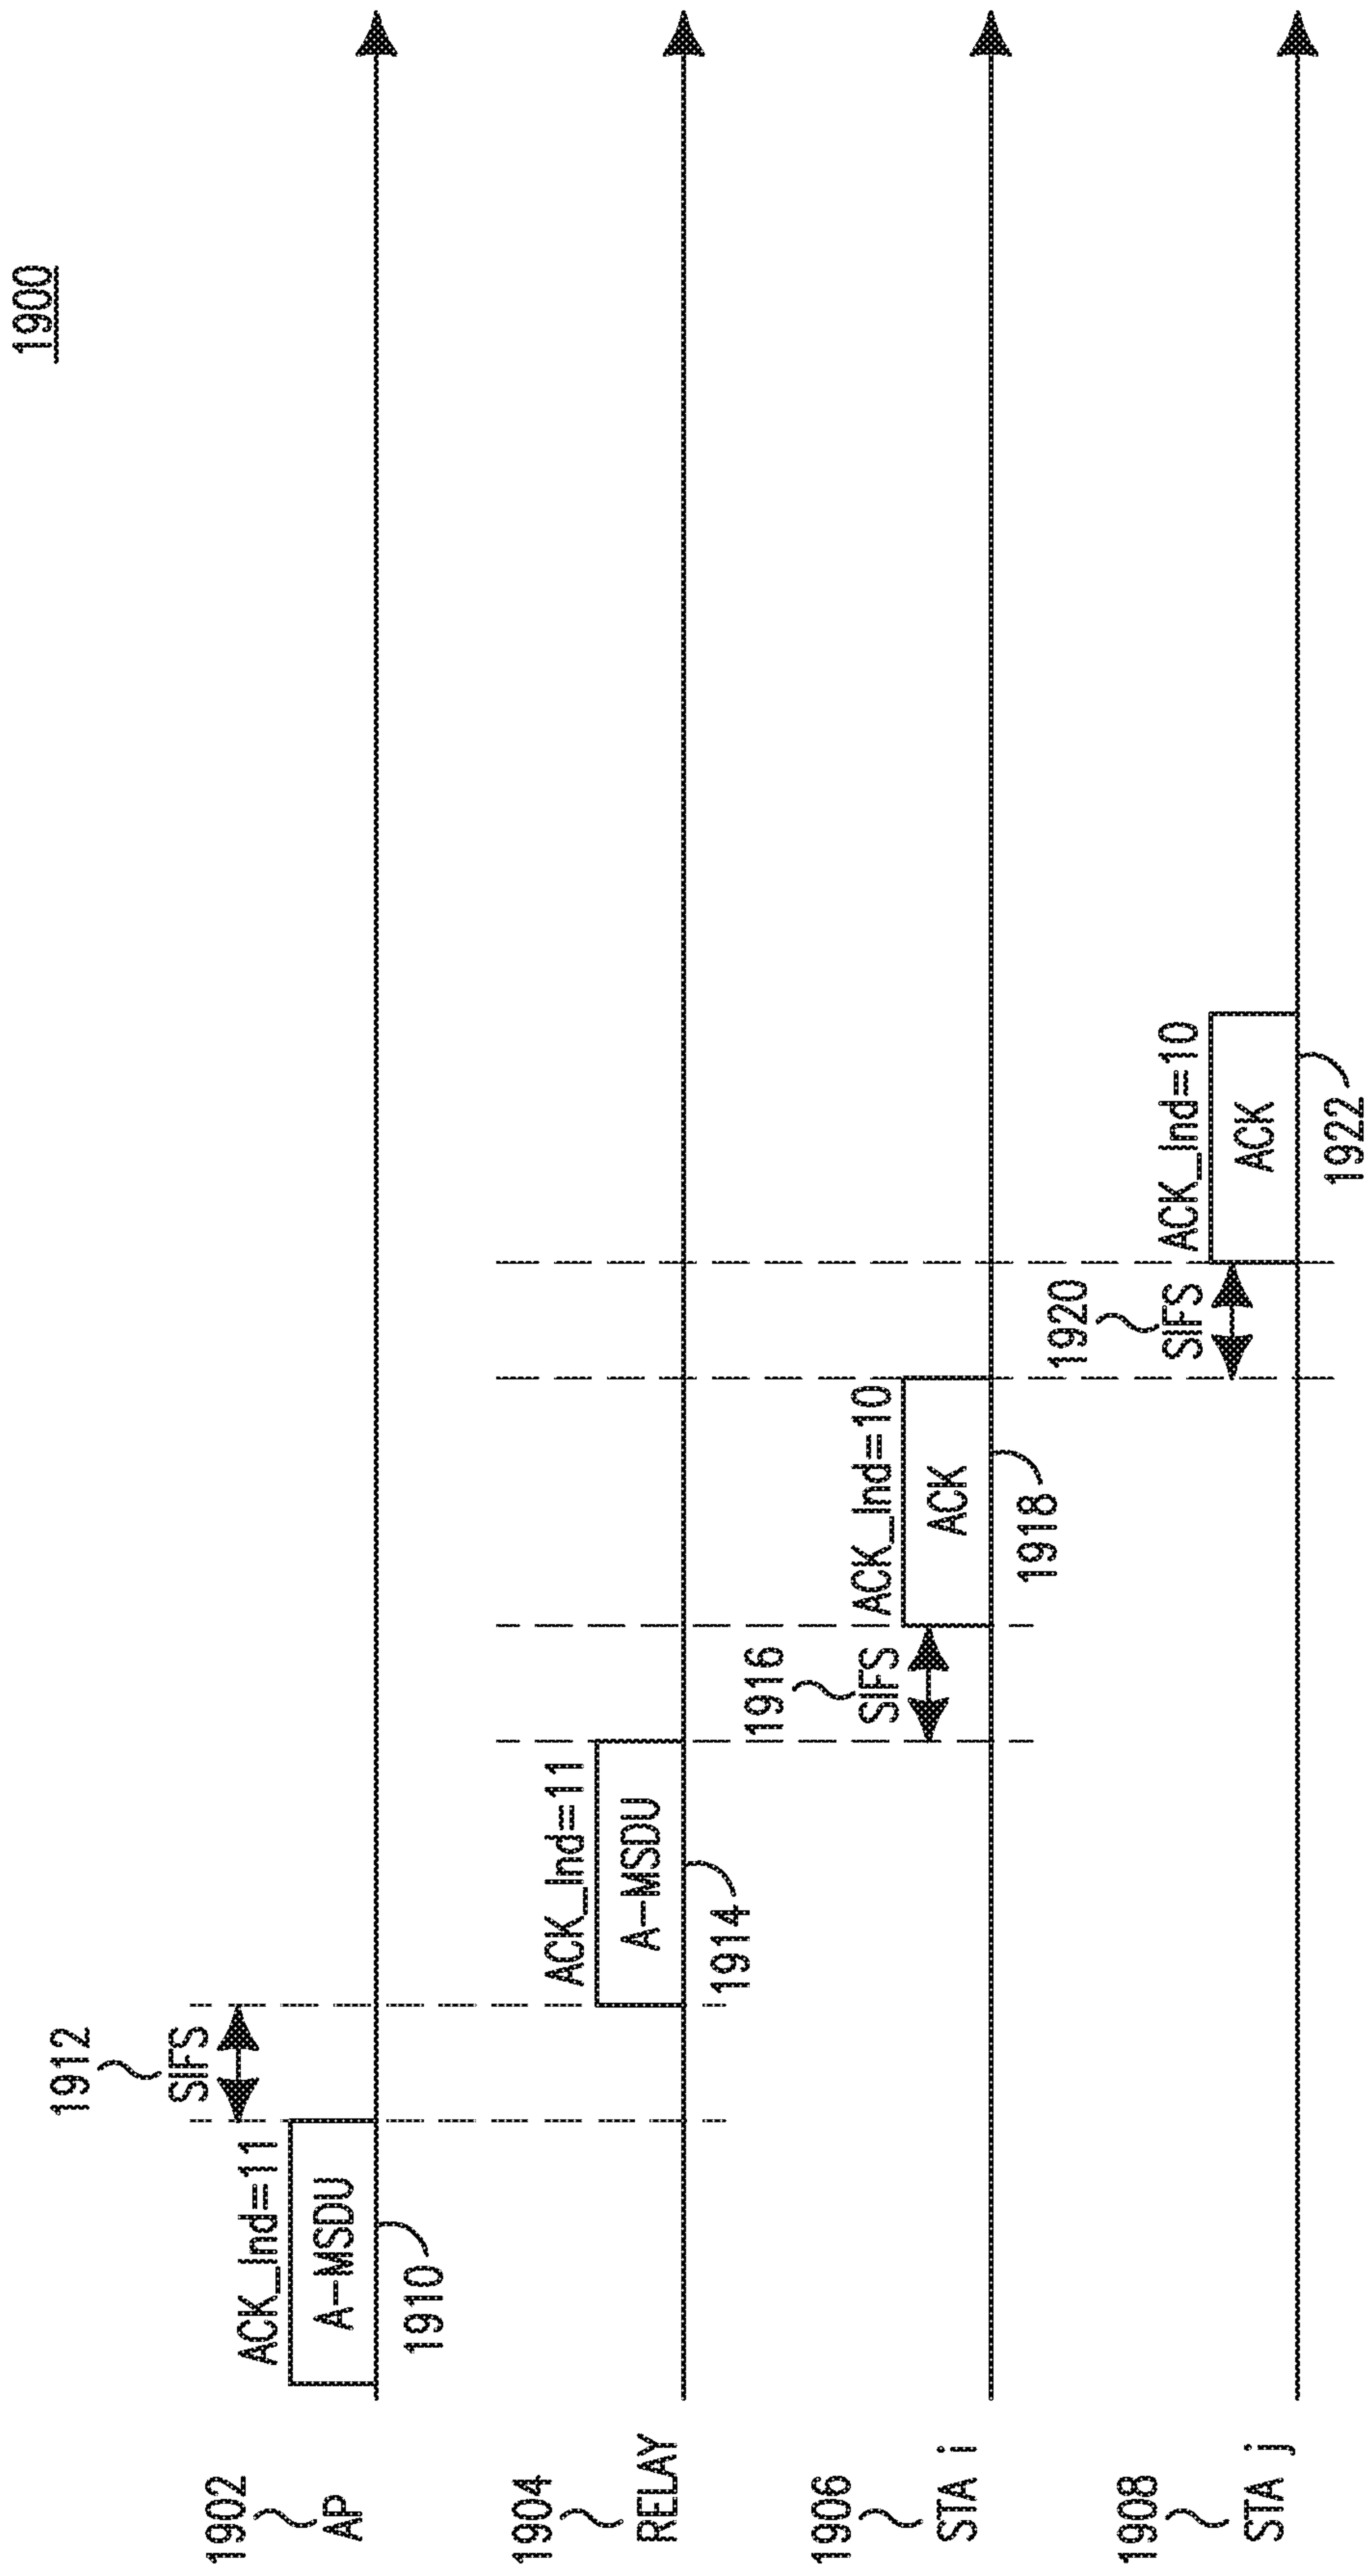 1900
1902
AP
ACK_Ind=11
A-MSDU
1910
1912
SIFS
1904
RELAY
ACK_Ind=11
A-MSDU
1914
1906
STA i
1916
SIFS
ACK_Ind=10
ACK
1918
1908
STA j
1920
SIFS
ACK_Ind=10
ACK
1922